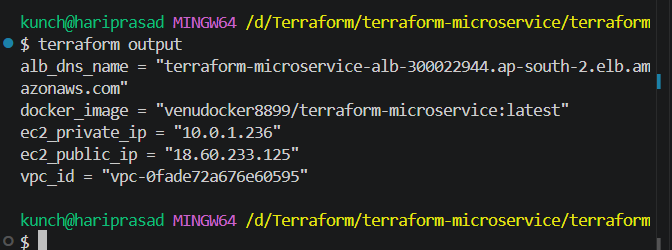 kunch@hariprasad MINGW64 /d/Terraform/terraform-microservice/terraform
$ terraform output
alb_dns_name = "terraform-microservice-alb-300022944.ap-south-2.elb.am
azonaws.com"
docker_image = "venudocker8899/terraform-microservice:latest"
ec2_private_ip = "10.0.1.236"
ec2_public_ip = "18.60.233.125"
vpc_id = "vpc-0fade72a676e60595"
kunch@hariprasad MINGW64 /d/Terraform/terraform-microservice/terraform
$